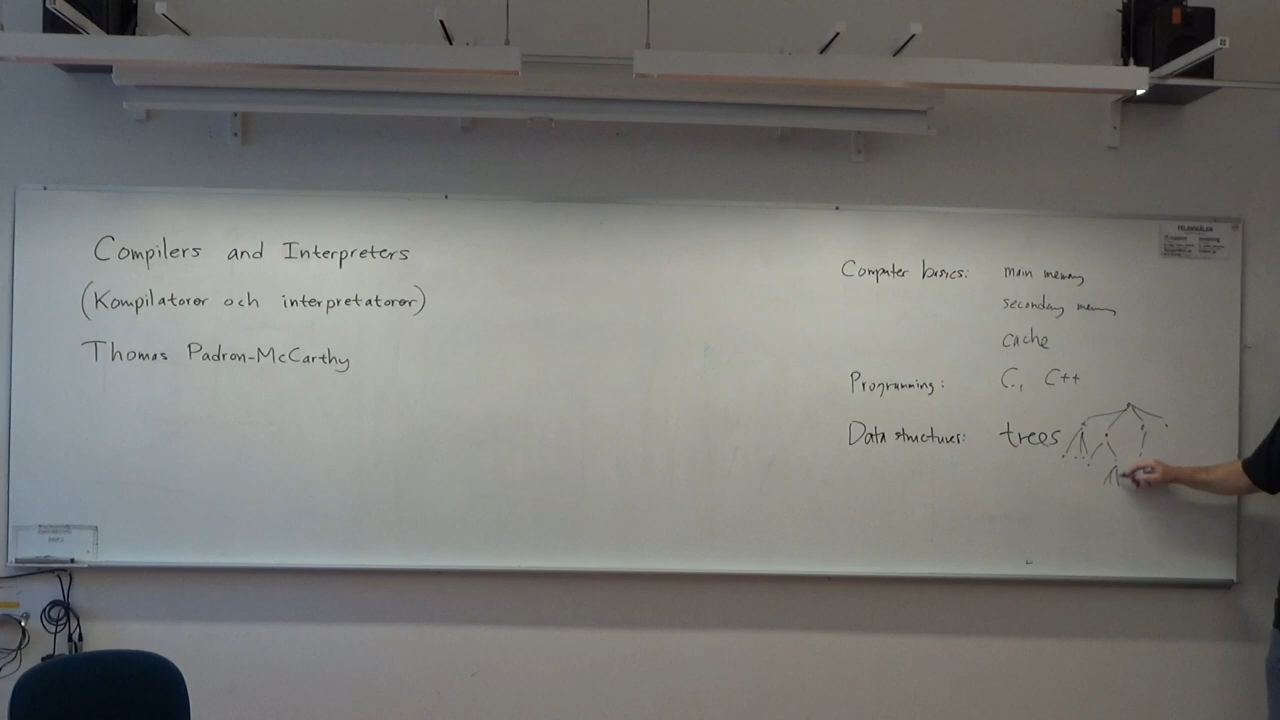 Compilers and Interpreters
(Kompilatorer och interpretatorer)
Thomas Padron-McCarthy
Computer basics: main memory
secondary memory
cache
Programming: C, C++
Data structures: trees
FELANMÄLAN